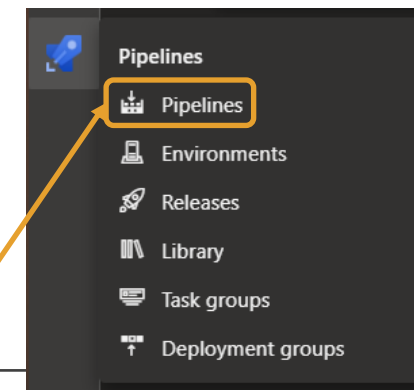 Pipelines
Pipelines
Environments
Releases
Library
Task groups
Deployment groups